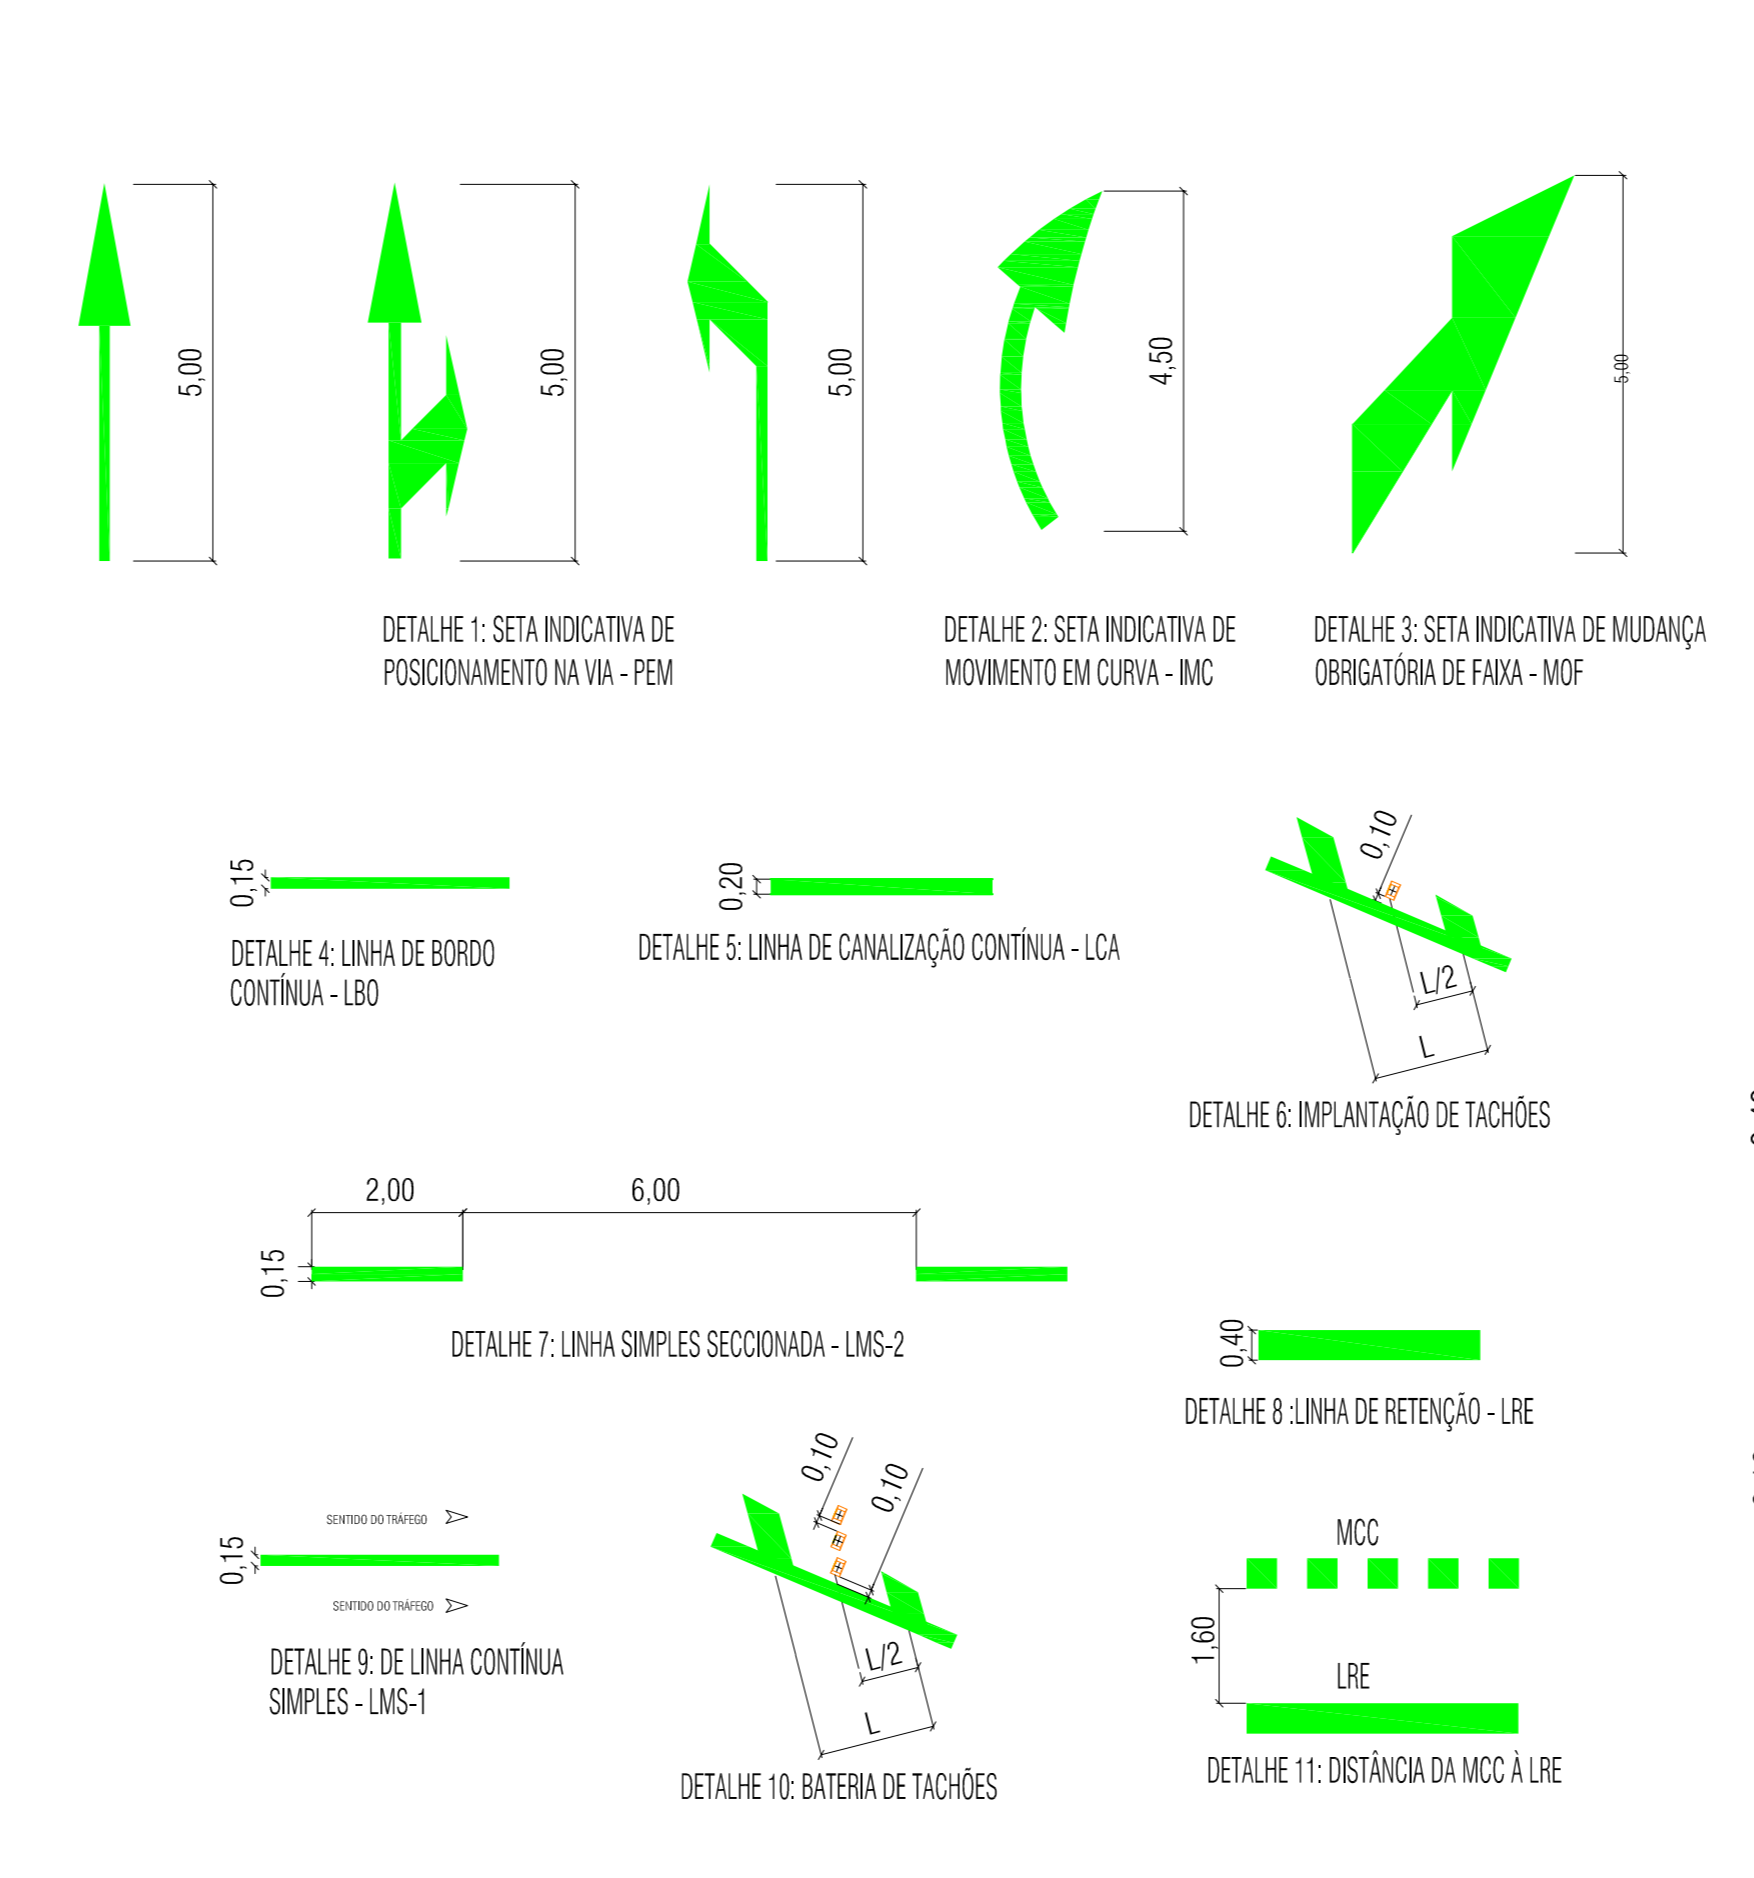 5,00
5,00
5,00
4,50
5,00
DETALHE 1: SETA INDICATIVA DE
POSICIONAMENTO NA VIA - PEM
DETALHE 2: SETA INDICATIVA DE
MOVIMENTO EM CURVA - IMC
DETALHE 3: SETA INDICATIVA DE MUDANÇA
OBRIGATÓRIA DE FAIXA - MOF
0,15
DETALHE 4: LINHA DE BORDO
CONTÍNUA - LBO
0,20
DETALHE 5: LINHA DE CANALIZAÇÃO CONTÍNUA - LCA
0,10
L/2
L
DETALHE 6: IMPLANTAÇÃO DE TACHÕES
2,00
6,00
0,15
DETALHE 7: LINHA SIMPLES SECCIONADA - LMS-2
0,40
DETALHE 8 :LINHA DE RETENÇÃO - LRE
SENTIDO DO TRÁFEGO
0,15
SENTIDO DO TRÁFEGO
DETALHE 9: DE LINHA CONTÍNUA
SIMPLES - LMS-1
0,10
0,10
L/2
L
DETALHE 10: BATERIA DE TACHÕES
MCC
1,60
LRE
DETALHE 11: DISTÂNCIA DA MCC À LRE